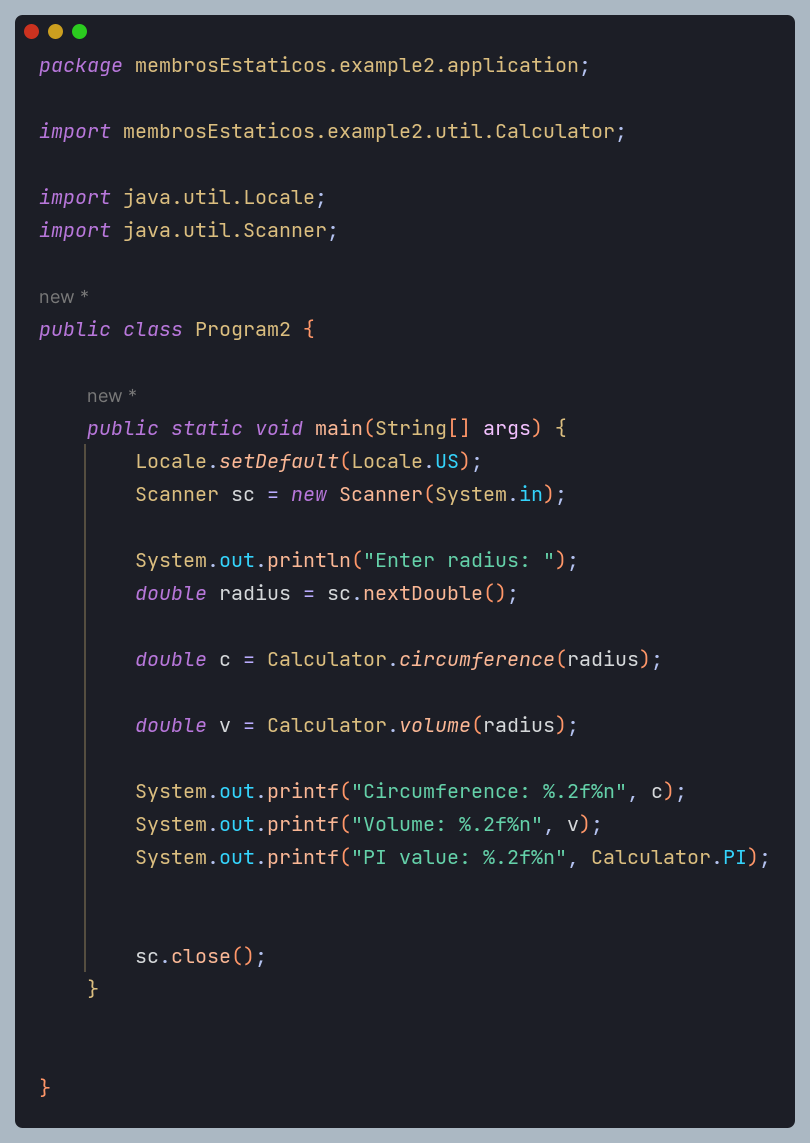 package membrosEstaticos.example2.application;
import membrosEstaticos.example2.util.Calculator;
import java.util.Locale;
import java.util.Scanner;
new *
public class Program2 {
new *
public static void main(String[] args) {
Locale.setDefault(Locale.US);
Scanner sc = new Scanner(System.in);
System.out.println("Enter radius: ");
double radius = sc.nextDouble();
double c = Calculator.circumference(radius);
double v = Calculator.volume(radius);
System.out.printf("Circumference: %.2f%n", c);
System.out.printf("Volume: %.2f%n", v);
System.out.printf("PI value: %.2f%n", Calculator.PI);
sc.close();
}
}